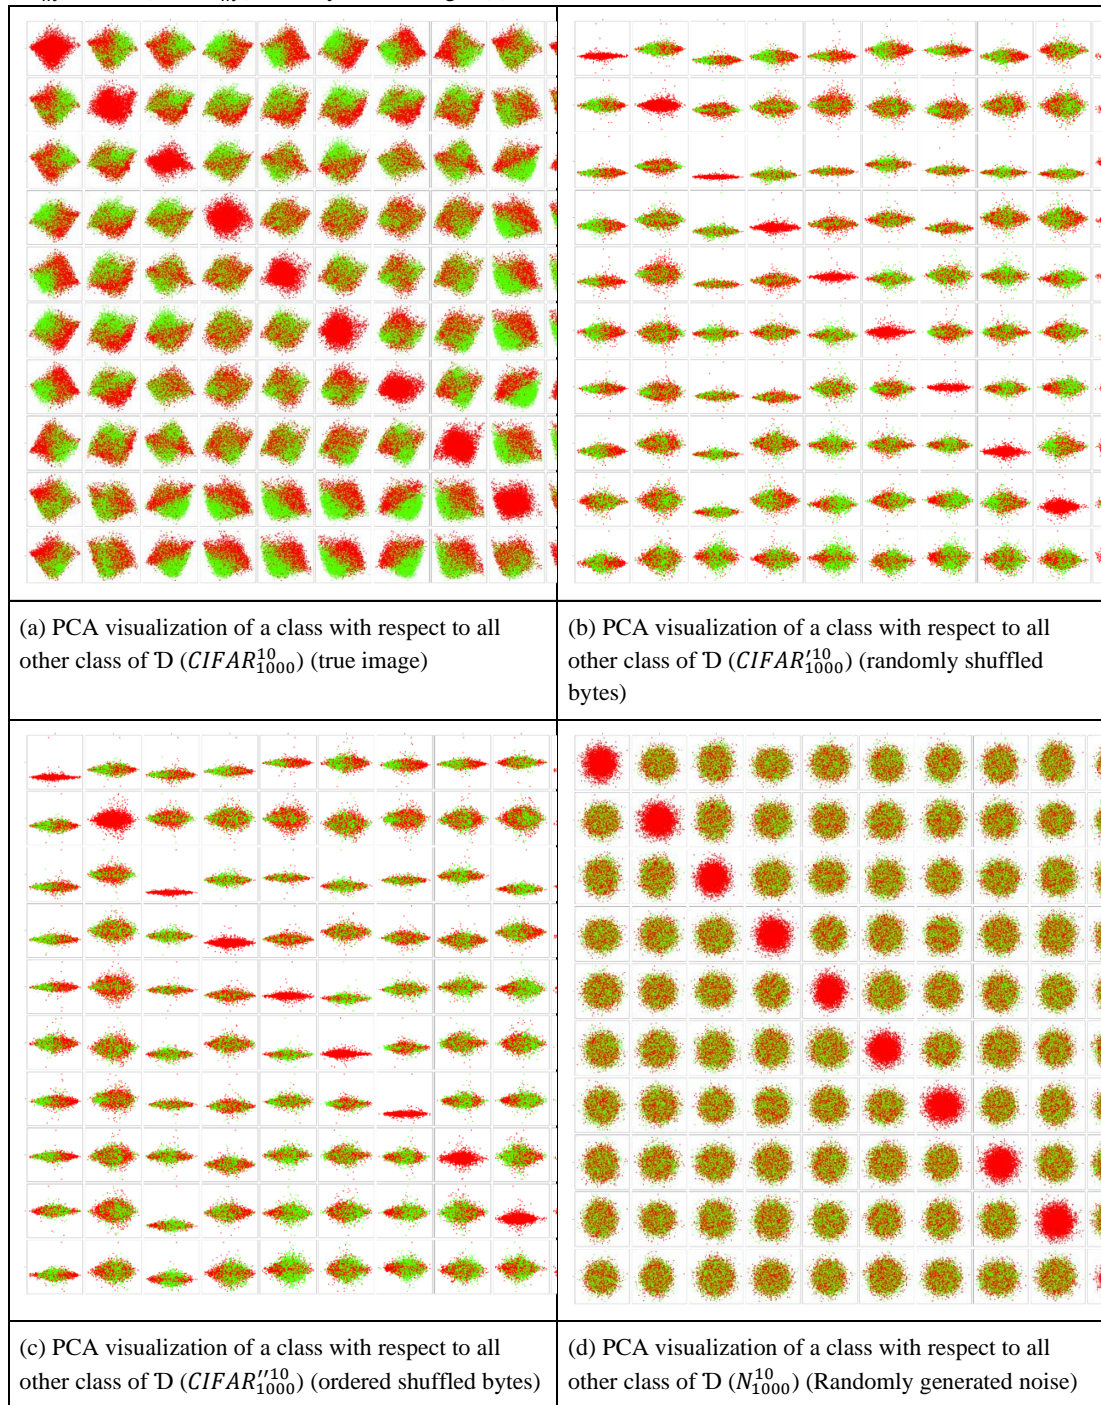 (a) PCA visualization of a class with respect to all
other class of Ɗ (𝐶𝐼𝐹𝐴𝑅¹⁰₁₀₀₀) (true image)
(b) PCA visualization of a class with respect to all
other class of Ɗ (𝐶𝐼𝐹𝐴𝑅′¹⁰₁₀₀₀) (randomly shuffled
bytes)
(c) PCA visualization of a class with respect to all
other class of Ɗ (𝐶𝐼𝐹𝐴𝑅′′¹⁰₁₀₀₀) (ordered shuffled bytes)
(d) PCA visualization of a class with respect to all
other class of Ɗ (𝑁¹⁰₁₀₀₀) (Randomly generated noise)